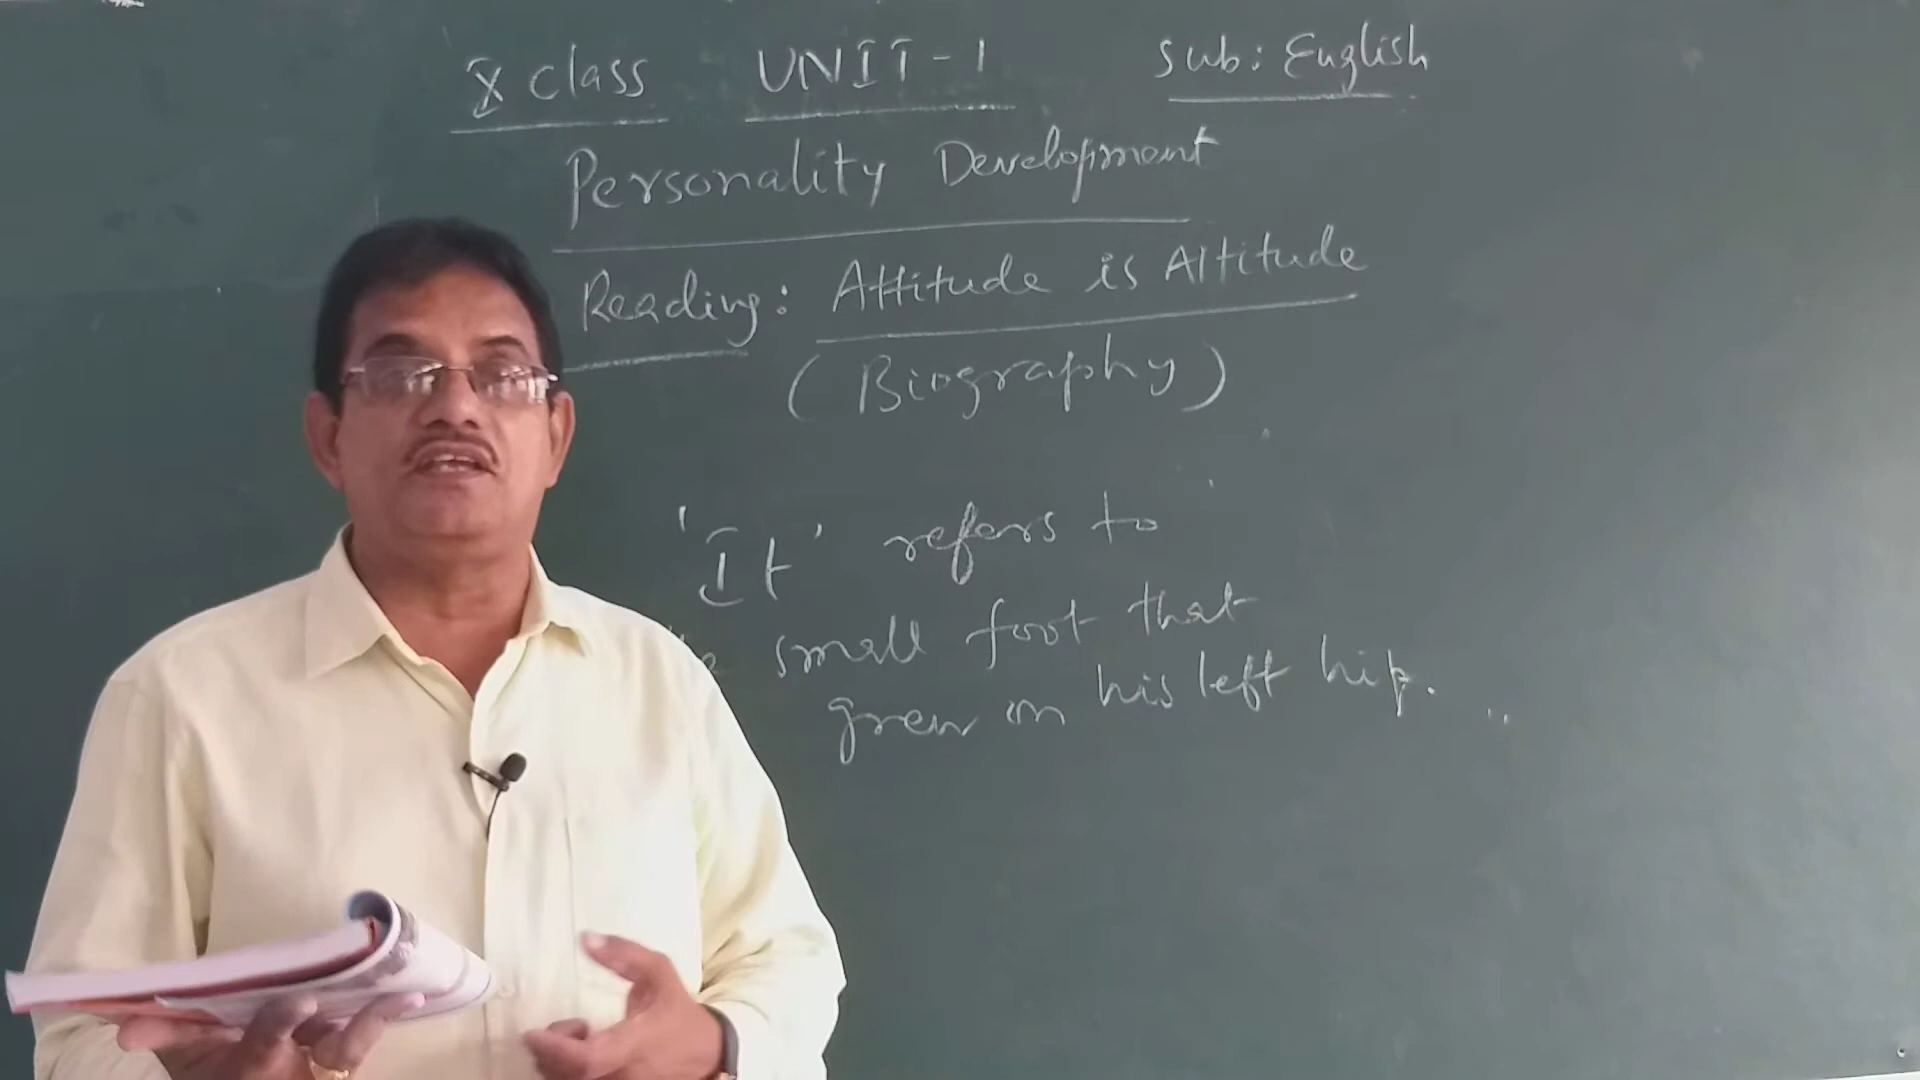 X Class UNIT-1 Sub: English
Personality Development
Reading: Attitude is Altitude
(Biography)
'It' refers to
small foot that
grew on his left hip.